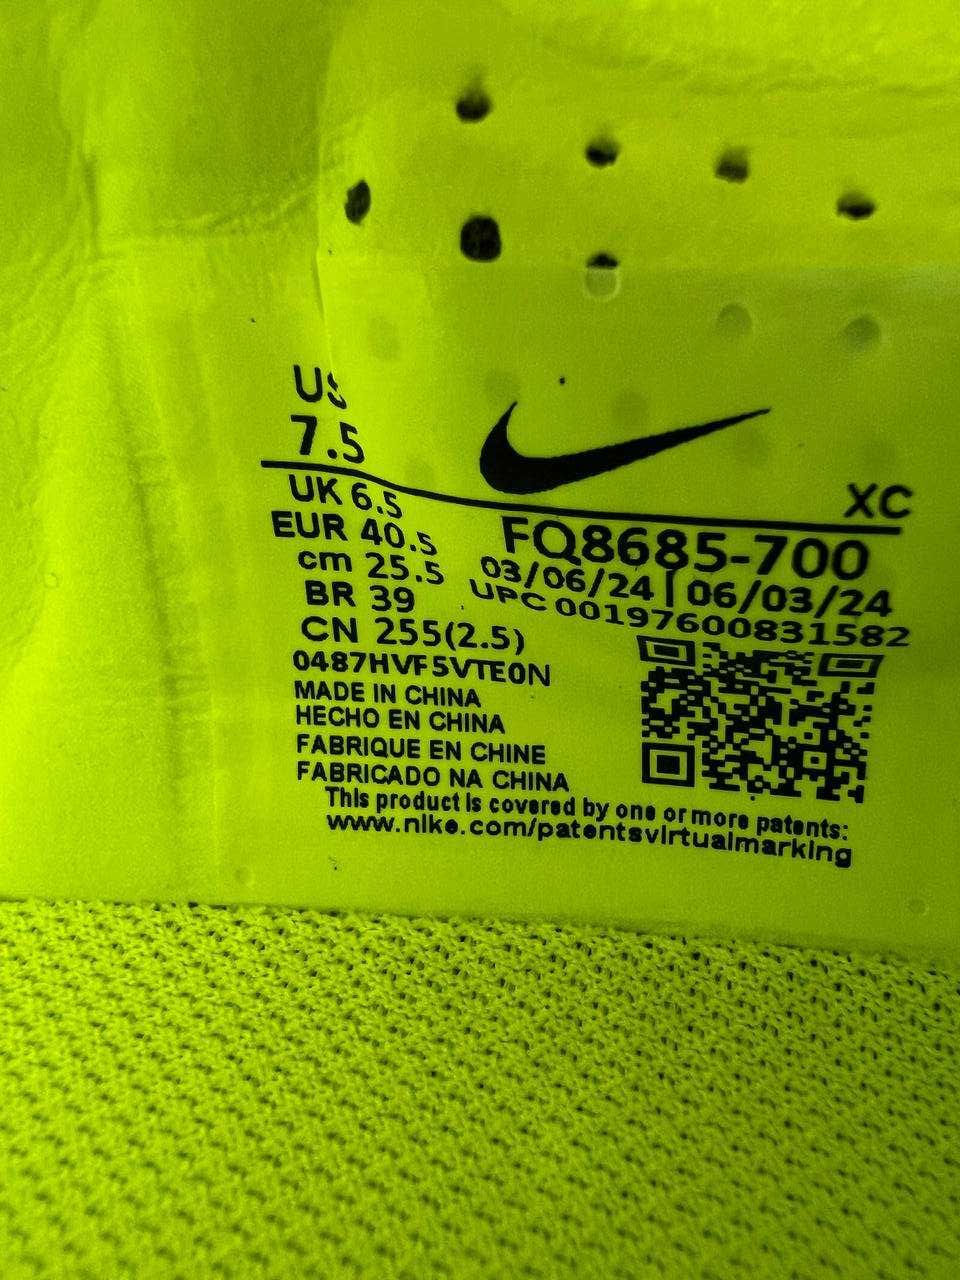 US
7.5
XC
UK 6.5
EUR 40.5
cm 25.5
BR 39
CN 255(2.5)
FQ8685-700
03/06/24 | 06/03/24
UPC 00197600831582
0487HVF5VTE0N
MADE IN CHINA
HECHO EN CHINA
FABRIQUE EN CHINE
FABRICADO NA CHINA
This product is covered by one or more patents:
www.nike.com/patentsvirtualmarking